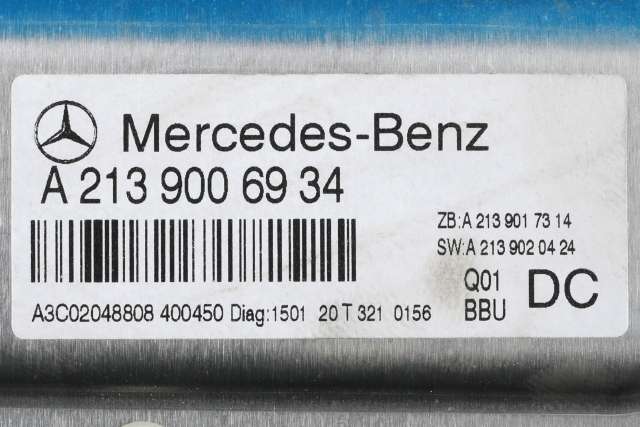 Mercedes-Benz
A 213 900 69 34
ZB:A 213 901 73 14
SW:A 213 902 04 24
Q01
BBU
DC
A3C02048808 400450 Diag:1501 20 T 321 0156